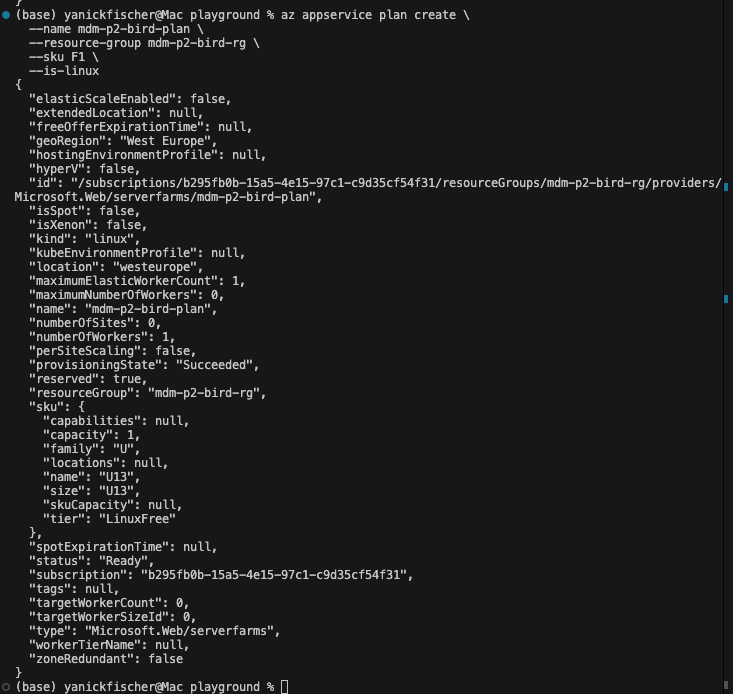 }
(base) yanickfischer@Mac playground % az appservice plan create \
  --name mdm-p2-bird-plan \
  --resource-group mdm-p2-bird-rg \
  --sku F1 \
  --is-linux
{
  "elasticScaleEnabled": false,
  "extendedLocation": null,
  "freeOfferExpirationTime": null,
  "geoRegion": "West Europe",
  "hostingEnvironmentProfile": null,
  "hyperV": false,
  "id": "/subscriptions/b295fb0b-15a5-4e15-97c1-c9d35cf54f31/resourceGroups/mdm-p2-bird-rg/providers/
Microsoft.Web/serverfarms/mdm-p2-bird-plan",
  "isSpot": false,
  "isXenon": false,
  "kind": "linux",
  "kubeEnvironmentProfile": null,
  "location": "westeurope",
  "maximumElasticWorkerCount": 1,
  "maximumNumberOfWorkers": 0,
  "name": "mdm-p2-bird-plan",
  "numberOfSites": 0,
  "numberOfWorkers": 1,
  "perSiteScaling": false,
  "provisioningState": "Succeeded",
  "reserved": true,
  "resourceGroup": "mdm-p2-bird-rg",
  "sku": {
    "capabilities": null,
    "capacity": 1,
    "family": "U",
    "locations": null,
    "name": "U13",
    "size": "U13",
    "skuCapacity": null,
    "tier": "LinuxFree"
  },
  "spotExpirationTime": null,
  "status": "Ready",
  "subscription": "b295fb0b-15a5-4e15-97c1-c9d35cf54f31",
  "tags": null,
  "targetWorkerCount": 0,
  "targetWorkerSizeId": 0,
  "type": "Microsoft.Web/serverfarms",
  "workerTierName": null,
  "zoneRedundant": false
}
(base) yanickfischer@Mac playground %